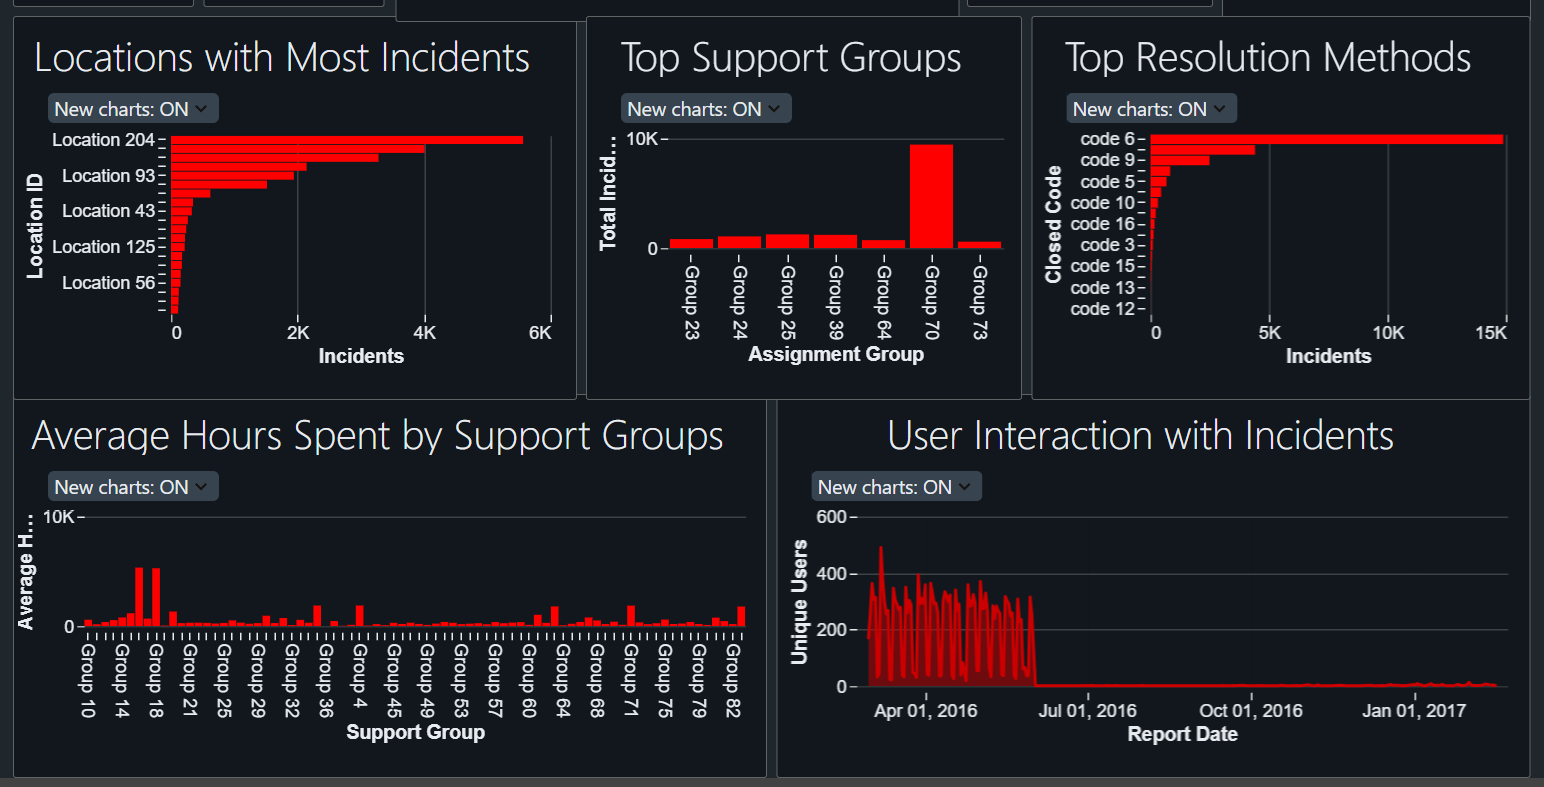 Locations with Most Incidents
New charts: ON
Location ID
Location 204
Location 93
Location 43
Location 125
Location 56
0 2K 4K 6K
Incidents
Top Support Groups
New charts: ON
Total Incid...
10K
0
Group 23
Group 24
Group 25
Group 39
Group 64
Group 70
Group 73
Assignment Group
Top Resolution Methods
New charts: ON
Closed Code
code 6
code 9
code 5
code 10
code 16
code 3
code 15
code 13
code 12
0 5K 10K 15K
Incidents
Average Hours Spent by Support Groups
New charts: ON
Average H...
10K
0
Group 10
Group 14
Group 18
Group 21
Group 25
Group 29
Group 32
Group 36
Group 4
Group 45
Group 49
Group 53
Group 57
Group 60
Group 64
Group 68
Group 71
Group 75
Group 79
Group 82
Support Group
User Interaction with Incidents
New charts: ON
Unique Users
600
400
200
0
Apr 01, 2016 Jul 01, 2016 Oct 01, 2016 Jan 01, 2017
Report Date